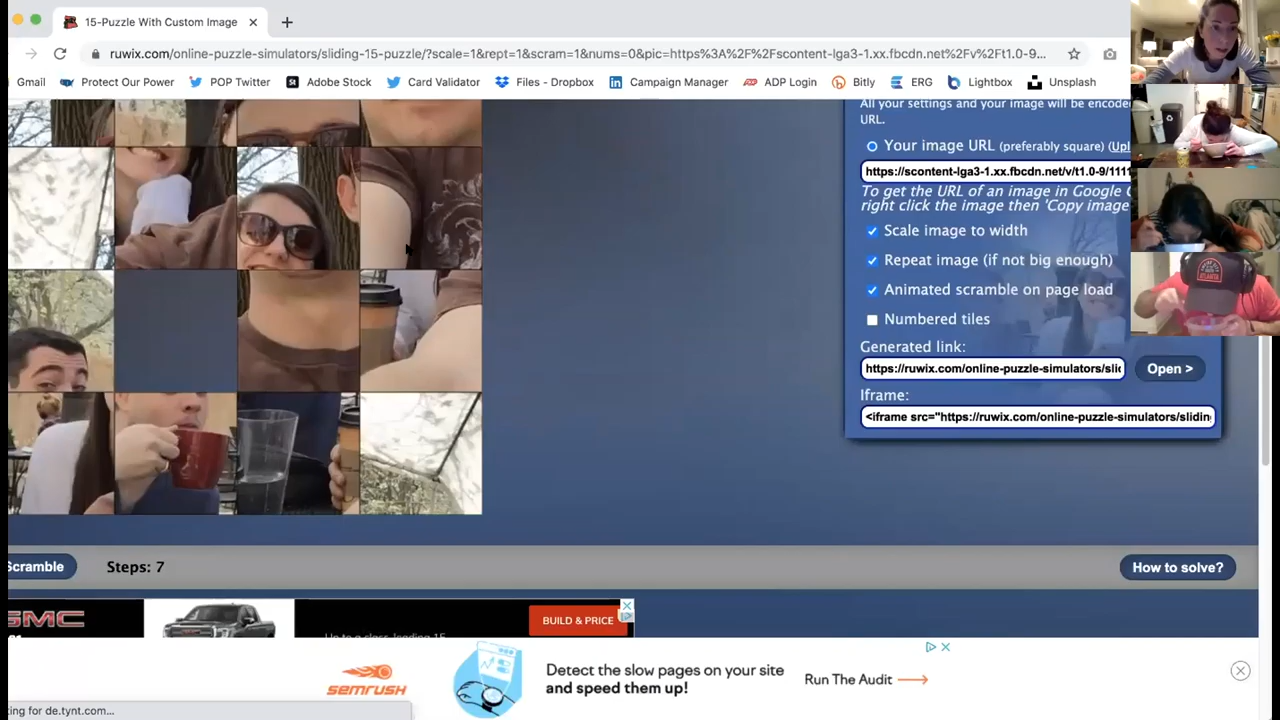 15-Puzzle With Custom Image
ruwix.com/online-puzzle-simulators/sliding-15-puzzle/?scale=1&rept=1&scram=1&nums=0&pic=https%3A%2F%2Fscontent-lga3-1.xx.fbcdn.net%2Fv%2Ft1.0-9...
Gmail Protect Our Power POP Twitter Adobe Stock Card Validator Files - Dropbox Campaign Manager ADP Login Bitly ERG Lightbox Unsplash
All your settings and your image will be encode
URL.
Your image URL (preferably square) (Upl
https://scontent-lga3-1.xx.fbcdn.net/v/t1.0-9/1111
To get the URL of an image in Google C
right click the image then 'Copy image
Scale image to width
Repeat image (if not big enough)
Animated scramble on page load
Numbered tiles
Generated link:
https://ruwix.com/online-puzzle-simulators/slid
Open >
Iframe:
<iframe src="https://ruwix.com/online-puzzle-simulators/sliding
ATLANTA
Scramble
Steps: 7
How to solve?
GMC
BUILD & PRICE
SEMRUSH
Detect the slow pages on your site
and speed them up!
Run The Audit
ting for de.tynt.com...